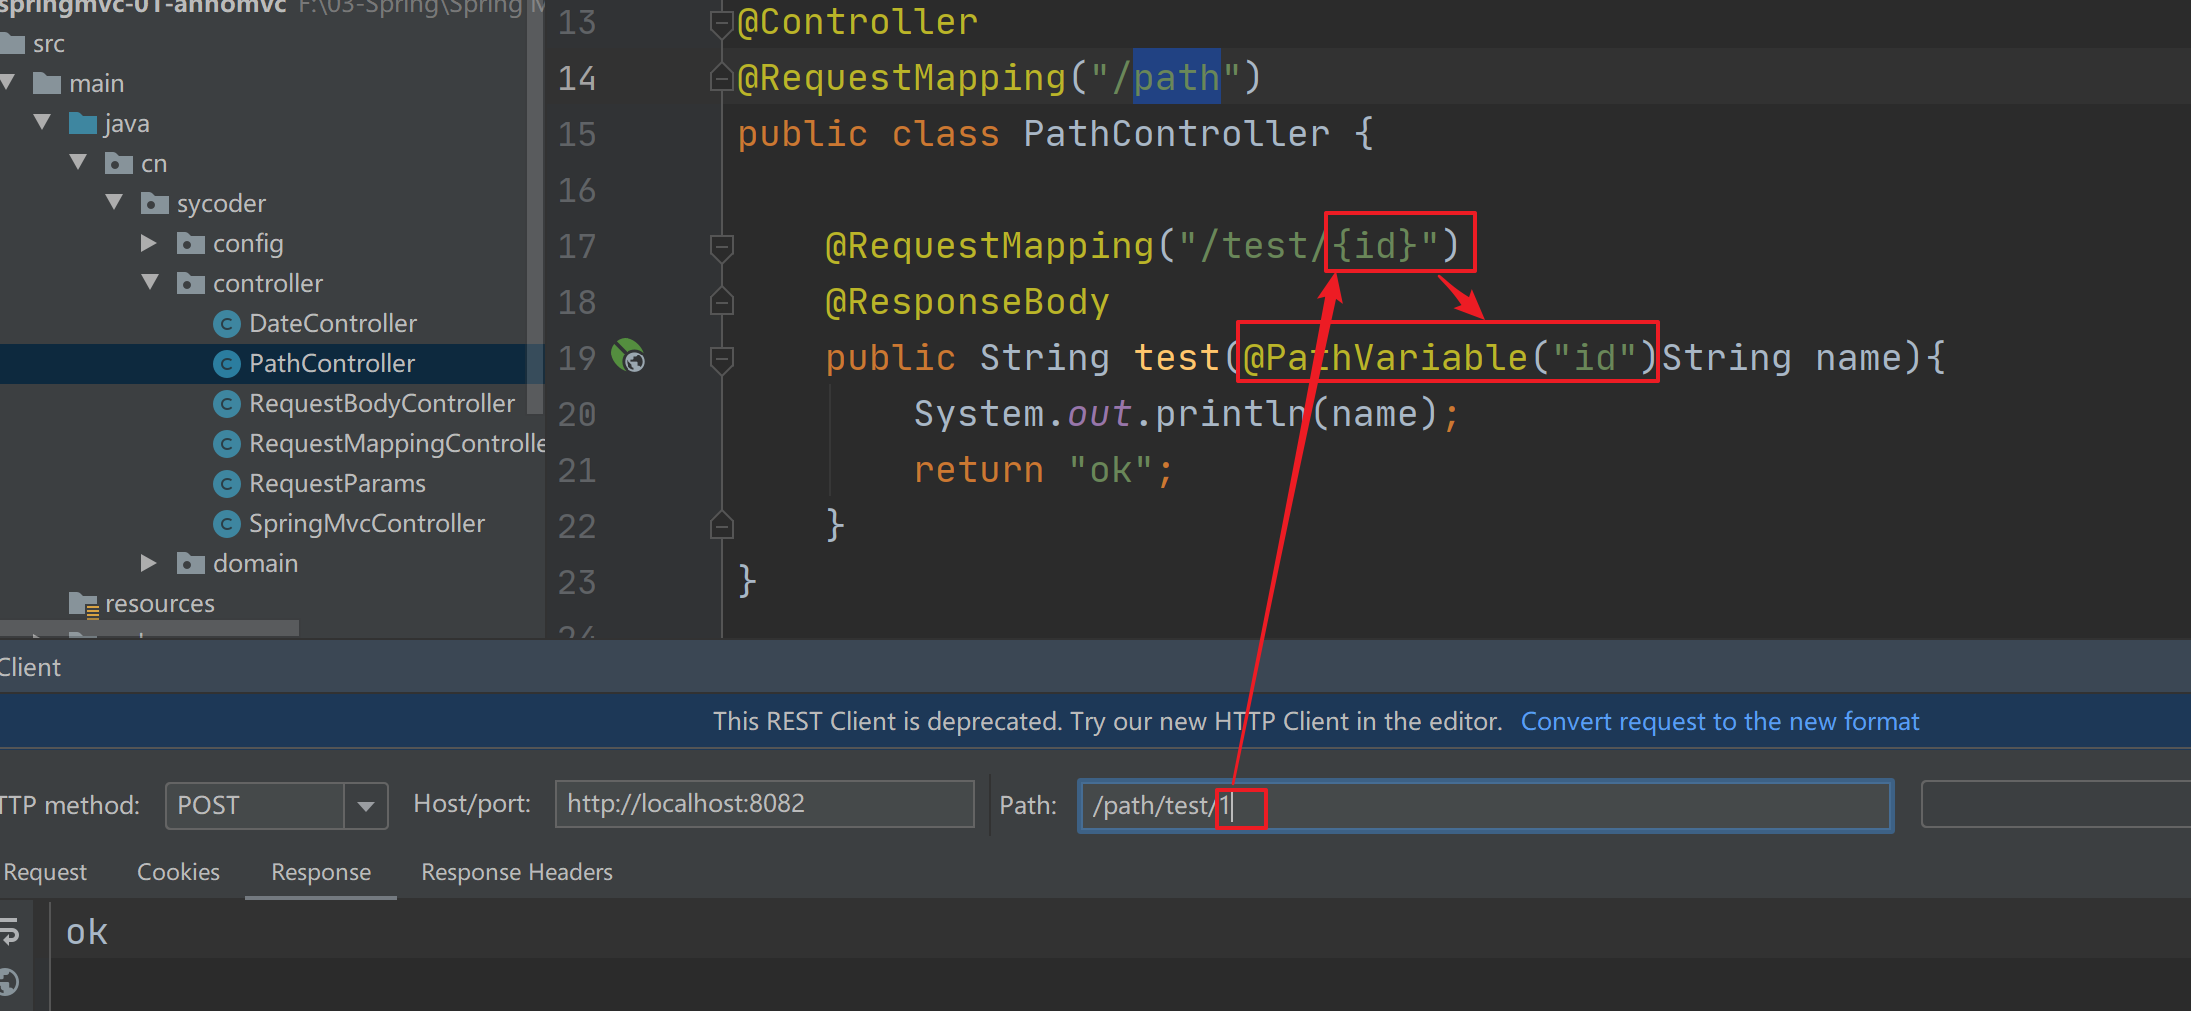 springmvc-01-annomvc F:\03-Spring\Spring M
src
main
java
cn
sycoder
config
controller
DateController
PathController
RequestBodyController
RequestMappingControlle
RequestParams
SpringMvcController
domain
resources
13 @Controller
14 @RequestMapping("/path")
15 public class PathController {
16
17 @RequestMapping("/test/{id}")
18 @ResponseBody
19 public String test(@PathVariable("id")String name){
20 System.out.println(name);
21 return "ok";
22 }
23 }
24
Client
This REST Client is deprecated. Try our new HTTP Client in the editor. Convert request to the new format
TTP method: POST Host/port: http://localhost:8082 Path: /path/test/1
Request Cookies Response Response Headers
ok